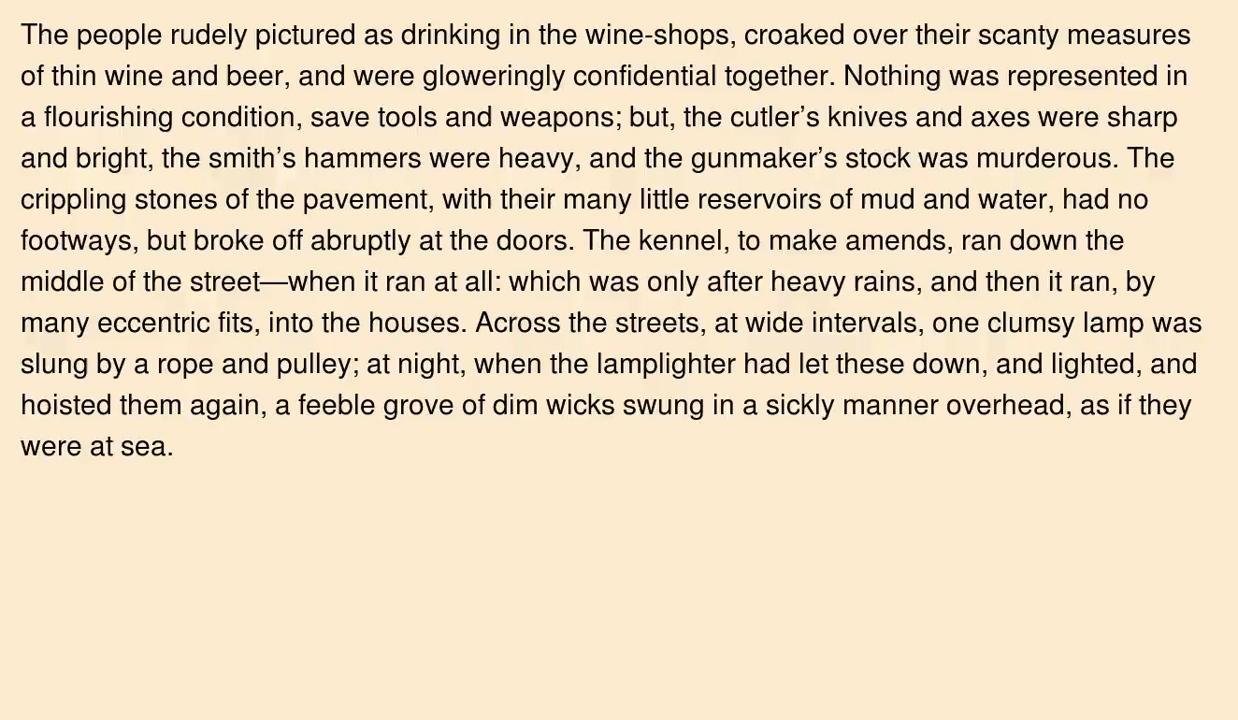 The people rudely pictured as drinking in the wine-shops, croaked over their scanty measures
of thin wine and beer, and were gloweringly confidential together. Nothing was represented in
a flourishing condition, save tools and weapons; but, the cutler’s knives and axes were sharp
and bright, the smith’s hammers were heavy, and the gunmaker’s stock was murderous. The
crippling stones of the pavement, with their many little reservoirs of mud and water, had no
footways, but broke off abruptly at the doors. The kennel, to make amends, ran down the
middle of the street—when it ran at all: which was only after heavy rains, and then it ran, by
many eccentric fits, into the houses. Across the streets, at wide intervals, one clumsy lamp was
slung by a rope and pulley; at night, when the lamplighter had let these down, and lighted, and
hoisted them again, a feeble grove of dim wicks swung in a sickly manner overhead, as if they
were at sea.